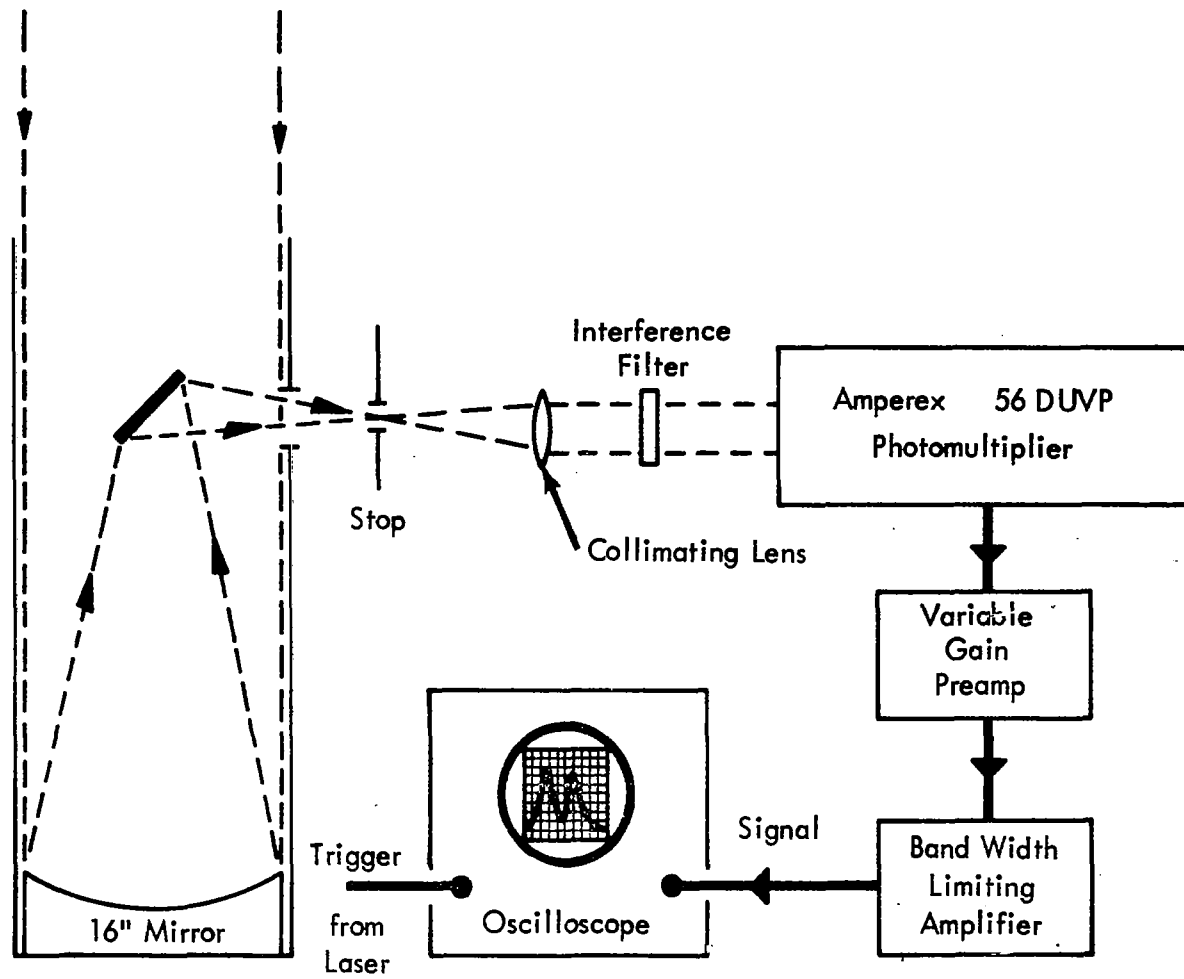 Interference
Filter
Amperex 56 DUVP
Photomultiplier
Stop
Collimating Lens
Variable
Gain
Preamp
Signal
Trigger
from
Laser
Oscilloscope
Band Width
Limiting
Amplifier
16" Mirror